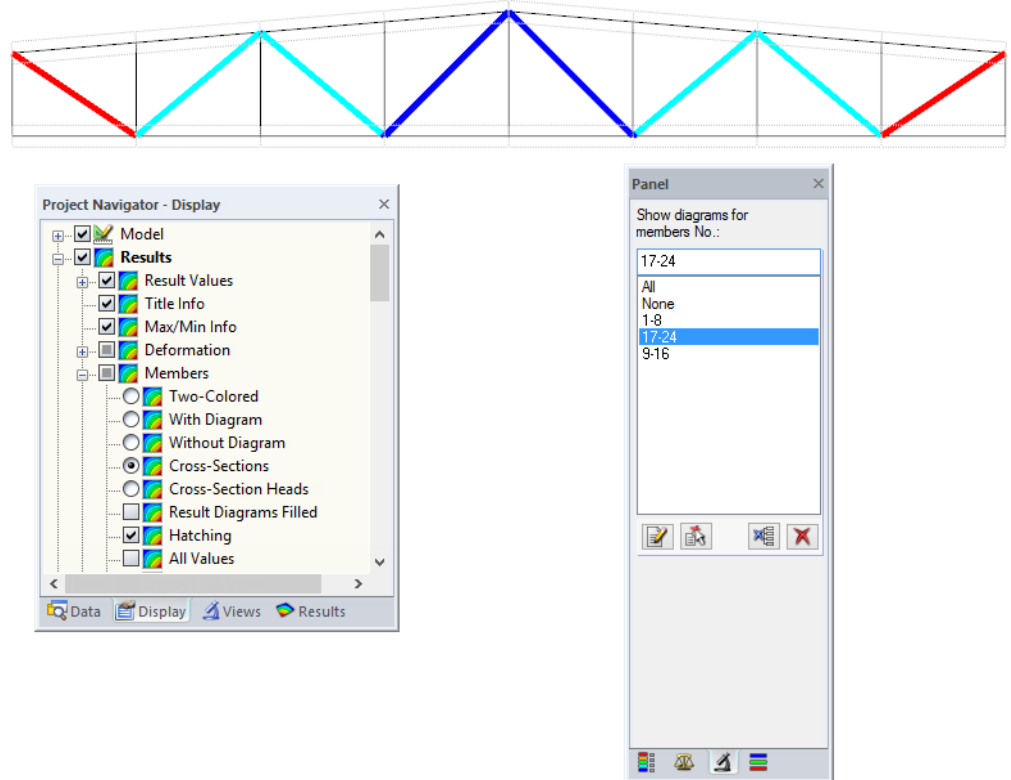 Project Navigator - Display
Model
Results
Result Values
Title Info
Max/Min Info
Deformation
Members
Two-Colored
With Diagram
Without Diagram
Cross-Sections
Cross-Section Heads
Result Diagrams Filled
Hatching
All Values
Data
Display
Views
Results
Panel
Show diagrams for
members No.:
17-24
All
None
1-8
17-24
9-16